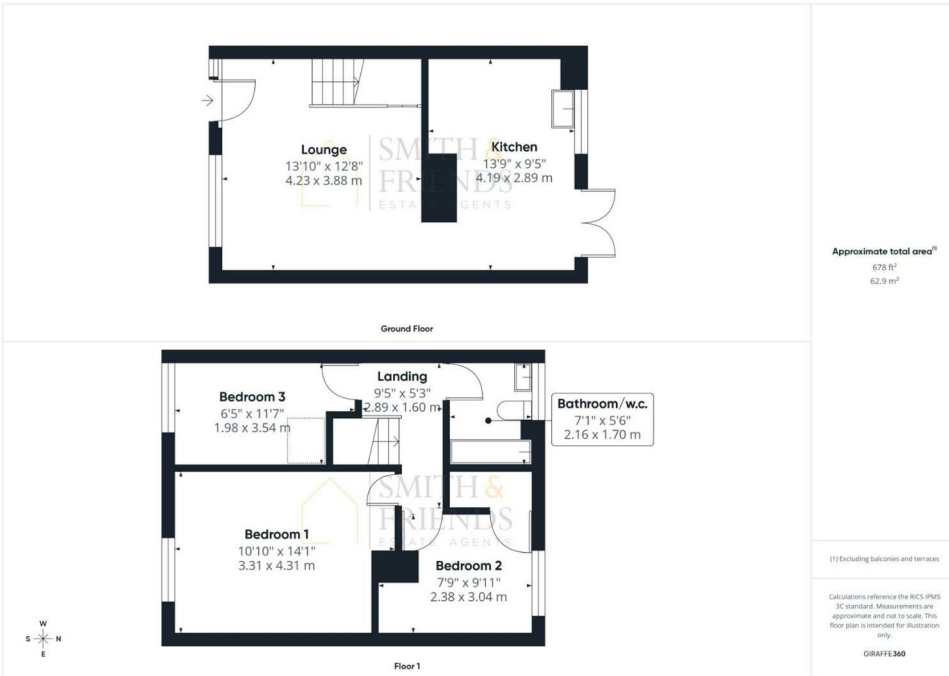 Lounge
13'10" x 12'8"
4.23 x 3.88 m
Kitchen
13'9" x 9'5"
4.19 x 2.89 m
SMITH &
FRIENDS
ESTATE AGENTS
Ground Floor
Approximate total area⁽¹⁾
678 ft²
62.9 m²
Landing
9'5" x 5'3"
2.89 x 1.60 m
Bedroom 3
6'5" x 11'7"
1.98 x 3.54 m
Bathroom/w.c.
7'1" x 5'6"
2.16 x 1.70 m
SMITH &
FRIENDS
ESTATE AGENTS
Bedroom 1
10'10" x 14'1"
3.31 x 4.31 m
Bedroom 2
7'9" x 9'11"
2.38 x 3.04 m
W
S N
E
Floor 1
(1) Excluding balconies and terraces
Calculations reference the RICS IPMS
3C standard. Measurements are
approximate and not to scale. This
floor plan is intended for illustration
only.
GIRAFFE360